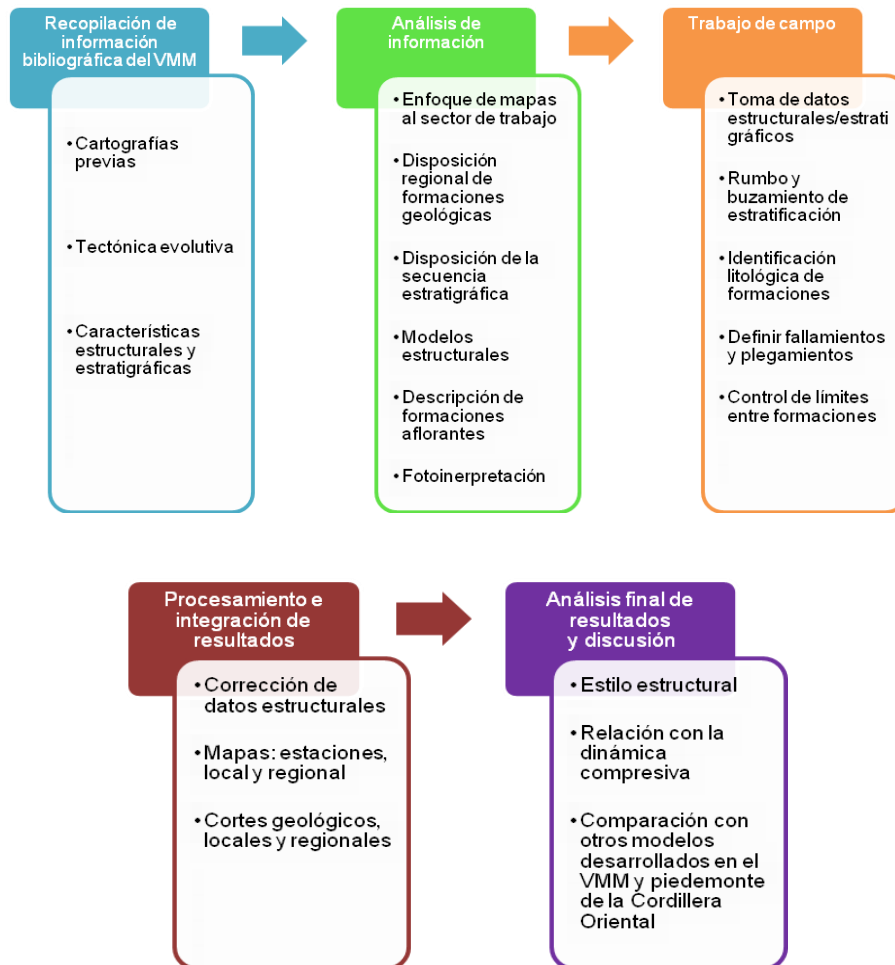 Recopilación de
información
bibliográfica del VMM
• Cartografías
previas
• Tectónica evolutiva
• Características
estructurales y
estratigráficas
Análisis de
información
• Enfoque de mapas
al sector de trabajo
• Disposición
regional de
formaciones
geológicas
• Disposición de la
secuencia
estratigráfica
• Modelos
estructurales
• Descripción de
formaciones
aflorantes
• Fotoinerpretación
Trabajo de campo
• Toma de datos
estructurales/estrati
gráficos
• Rumbo y
buzamiento de
estratificación
• Identificación
litológica de
formaciones
• Definir fallamientos
y plegamientos
• Control de límites
entre formaciones
Procesamiento e
integración de
resultados
• Corrección de
datos estructurales
• Mapas: estaciones,
local y regional
• Cortes geológicos,
locales y regionales
Análisis final de
resultados
y discusión
• Estilo estructural
• Relación con la
dinámica
compresiva
• Comparación con
otros modelos
desarrollados en el
VMM y piedemonte
de la Cordillera
Oriental